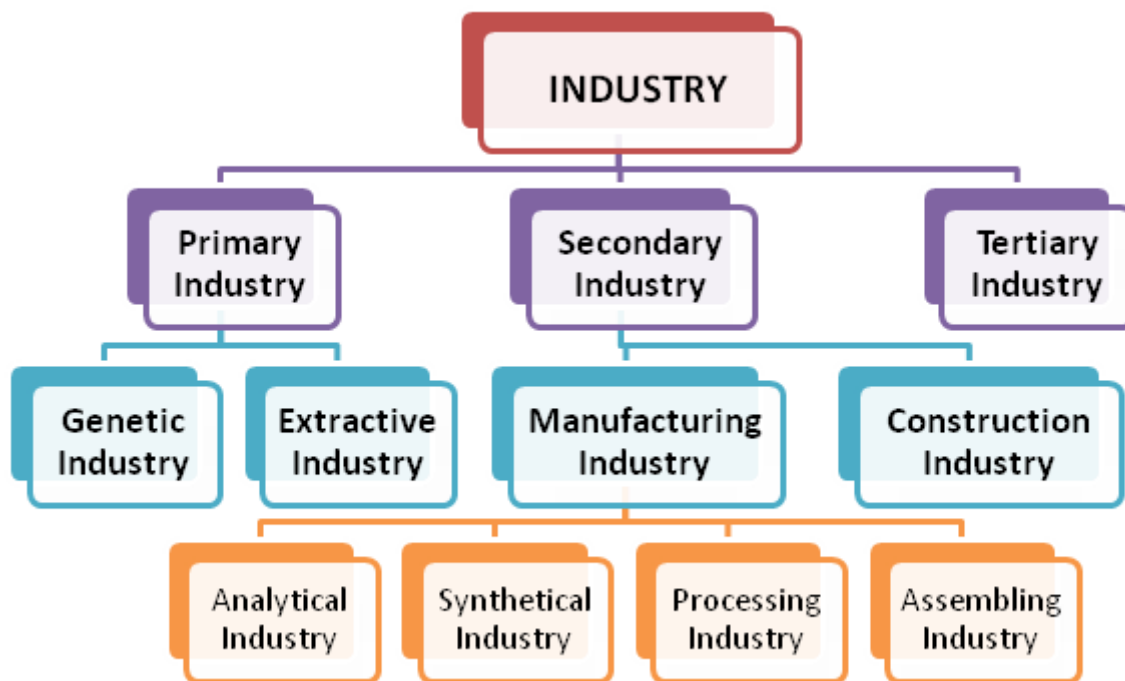 INDUSTRY
Primary
Industry
Secondary
Industry
Tertiary
Industry
Genetic
Industry
Extractive
Industry
Manufacturing
Industry
Construction
Industry
Analytical
Industry
Synthetical
Industry
Processing
Industry
Assembling
Industry